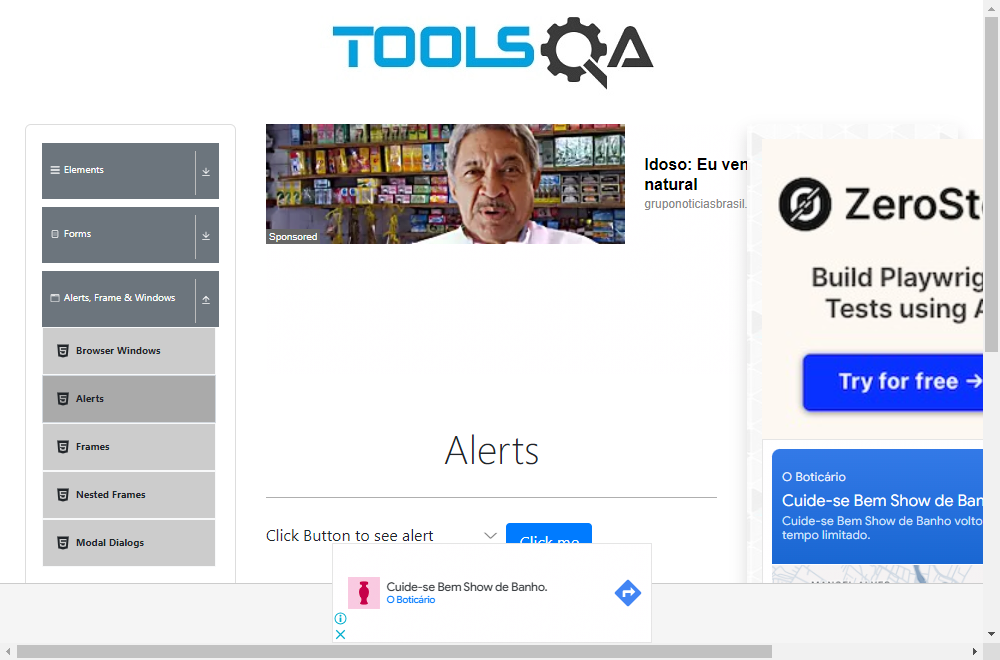 TOOLSQA
Elements
Forms
Alerts, Frame & Windows
Browser Windows
Alerts
Frames
Nested Frames
Modal Dialogs
Sponsored
Idoso: Eu ven
natural
gruponoticiasbrasil.
Alerts
Click Button to see alert
Click me
ZeroSt
Build Playwrig
Tests using A
Try for free →
O Boticário
Cuide-se Bem Show de Ban
Cuide-se Bem Show de Banho volto
tempo limitado.
Cuide-se Bem Show de Banho.
O Boticário